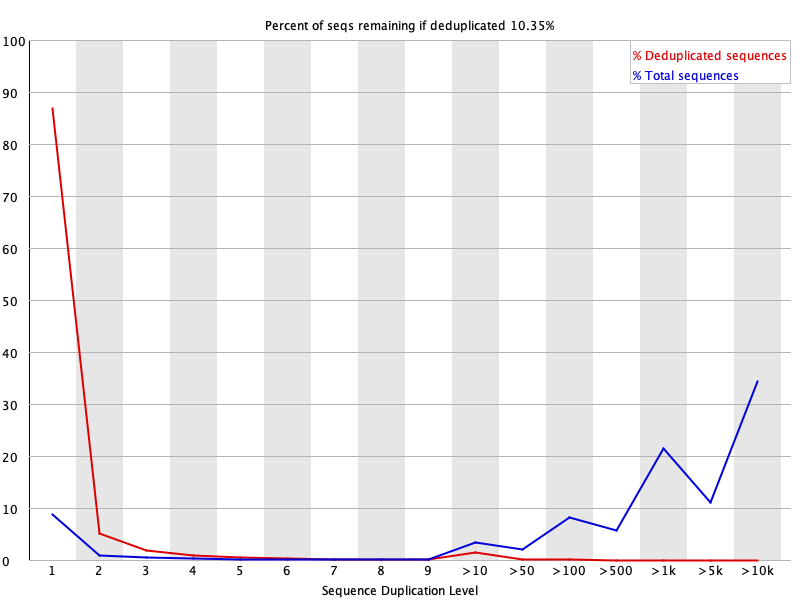 Percent of seqs remaining if deduplicated 10.35%
% Deduplicated sequences
% Total sequences
100
90
80
70
60
50
40
30
20
10
0
1 2 3 4 5 6 7 8 9 >10 >50 >100 >500 >1k >5k >10k
Sequence Duplication Level